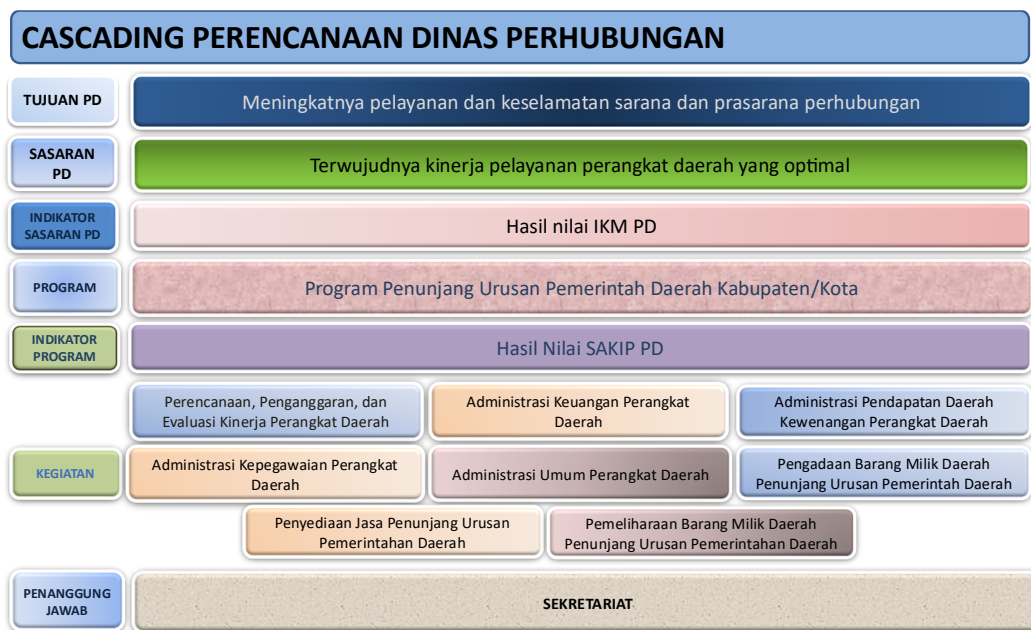 CASCADING PERENCANAAN DINAS PERHUBUNGAN
TUJUAN PD
Meningkatnya pelayanan dan keselamatan sarana dan prasarana perhubungan
SASARAN
PD
Terwujudnya kinerja pelayanan perangkat daerah yang optimal
INDIKATOR
SASARAN PD
Hasil nilai IKM PD
PROGRAM
Program Penunjang Urusan Pemerintah Daerah Kabupaten/Kota
INDIKATOR
PROGRAM
Hasil Nilai SAKIP PD
Perencanaan, Penganggaran, dan
Evaluasi Kinerja Perangkat Daerah
Administrasi Keuangan Perangkat
Daerah
Administrasi Pendapatan Daerah
Kewenangan Perangkat Daerah
KEGIATAN
Administrasi Kepegawaian Perangkat
Daerah
Administrasi Umum Perangkat Daerah
Pengadaan Barang Milik Daerah
Penunjang Urusan Pemerintah Daerah
Penyediaan Jasa Penunjang Urusan
Pemerintahan Daerah
Pemeliharaan Barang Milik Daerah
Penunjang Urusan Pemerintahan Daerah
PENANGGUNG
JAWAB
SEKRETARIAT